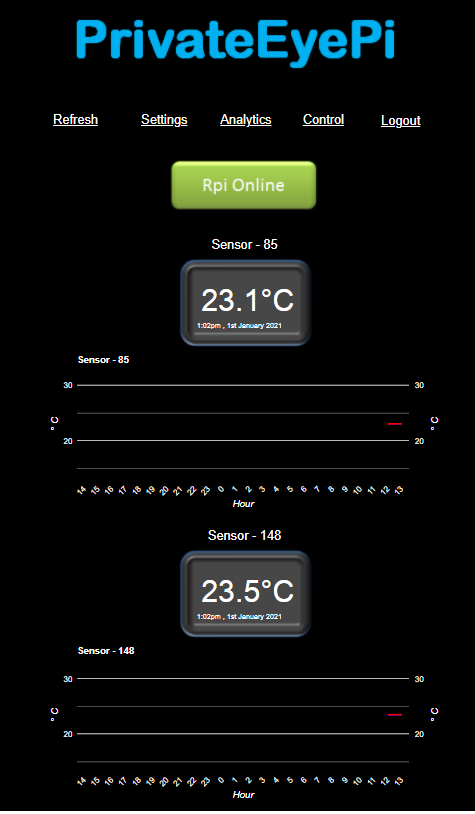 PrivateEyePi
Refresh Settings Analytics Control Logout
Rpi Online
Sensor - 85
23.1°C
1:02pm , 1st January 2021
Sensor - 85
30 30
° C ° C
20 20
14 15 16 17 18 19 20 21 22 23 0 1 2 3 4 5 6 7 8 9 10 11 12 13
Hour
Sensor - 148
23.5°C
1:02pm , 1st January 2021
Sensor - 148
30 30
° C ° C
20 20
14 15 16 17 18 19 20 21 22 23 0 1 2 3 4 5 6 7 8 9 10 11 12 13
Hour